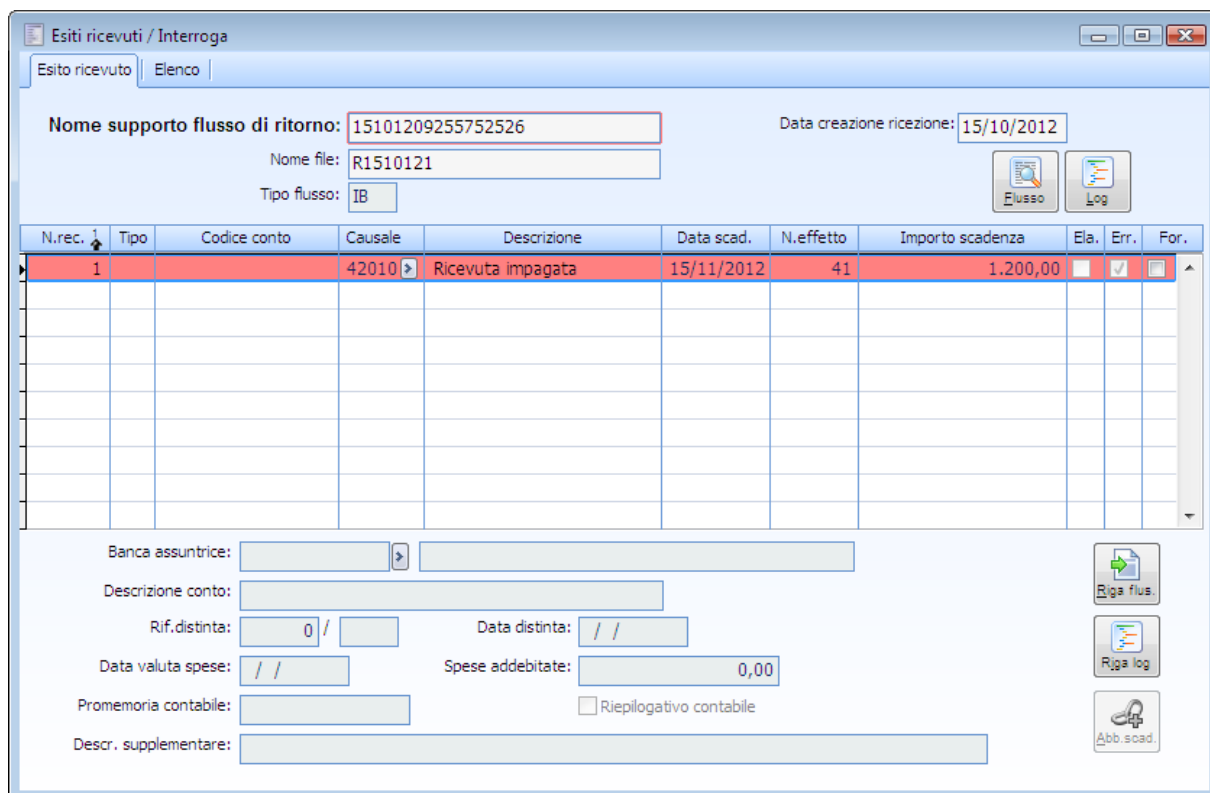 Esiti ricevuti / Interroga
Esito ricevuto Elenco
Nome supporto flusso di ritorno: 15101209255752526 Data creazione ricezione: 15/10/2012
Nome file: R1510121
Tipo flusso: IB
Flusso Log
N.rec. 1 Tipo Codice conto Causale Descrizione Data scad. N.effetto Importo scadenza Ela. Err. For.
1 42010 Ricevuta impagata 15/11/2012 41 1.200,00
Banca assuntrice:
Descrizione conto:
Riga flus.
Rif.distinta: 0 / Data distinta: / /
Data valuta spese: / / Spese addebitate: 0,00
Riga log
Promemoria contabile: Riepilogativo contabile
Descr. supplementare:
Abb.scad.